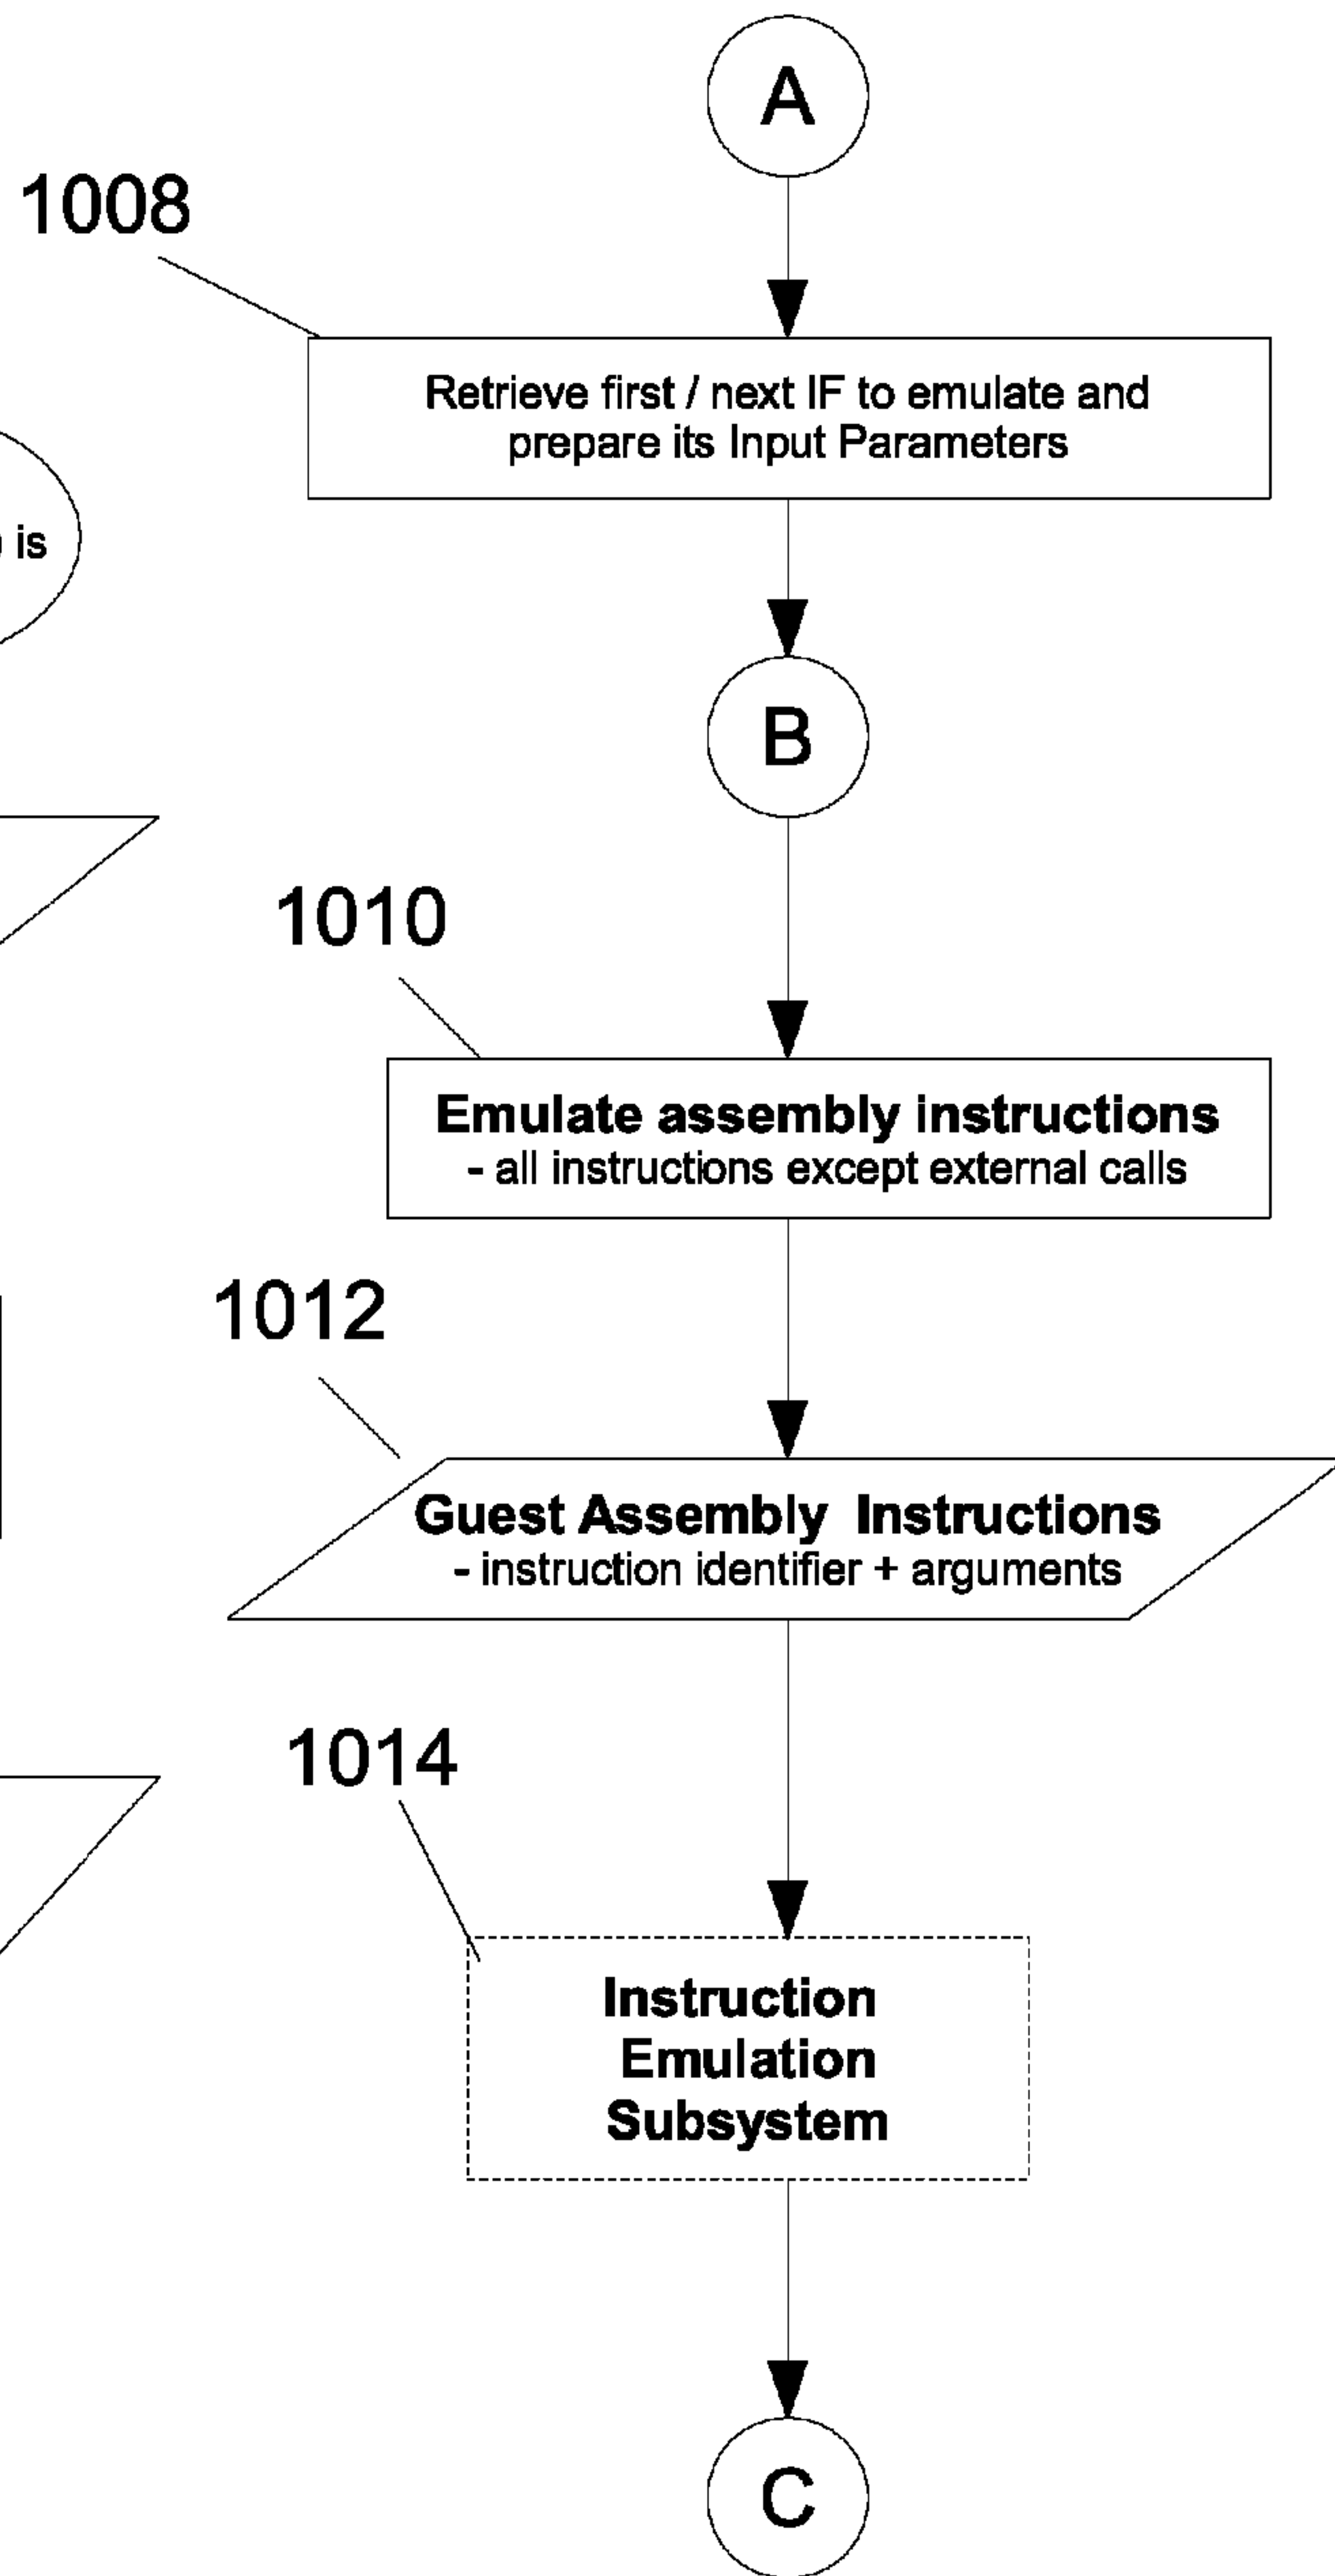 A
1008
Retrieve first / next IF to emulate and
prepare its Input Parameters
is
B
1010
Emulate assembly instructions
- all instructions except external calls
1012
Guest Assembly Instructions
- instruction identifier + arguments
1014
Instruction
Emulation
Subsystem
C